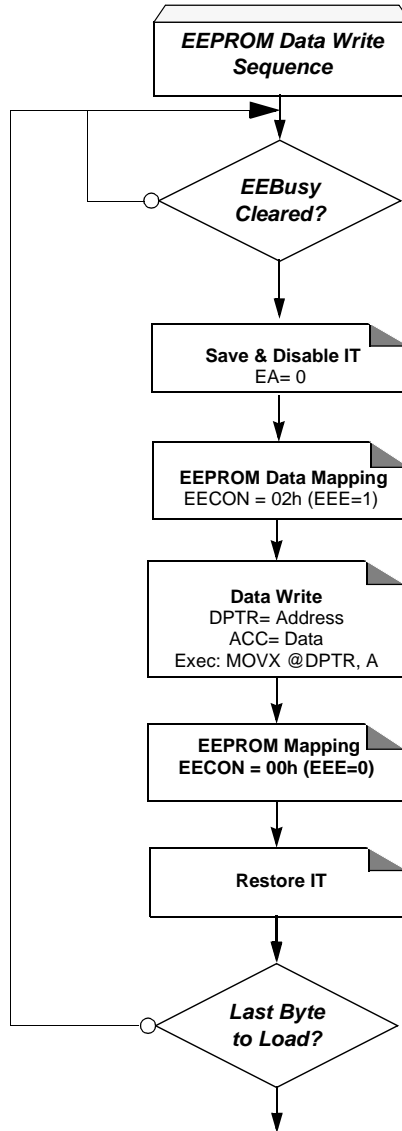 EEPROM Data Write
Sequence
EEBusy
Cleared?
Save & Disable IT
EA= 0
EEPROM Data Mapping
EECON = 02h (EEE=1)
Data Write
DPTR= Address
ACC= Data
Exec: MOVX @DPTR, A
EEPROM Mapping
EECON = 00h (EEE=0)
Restore IT
Last Byte
to Load?